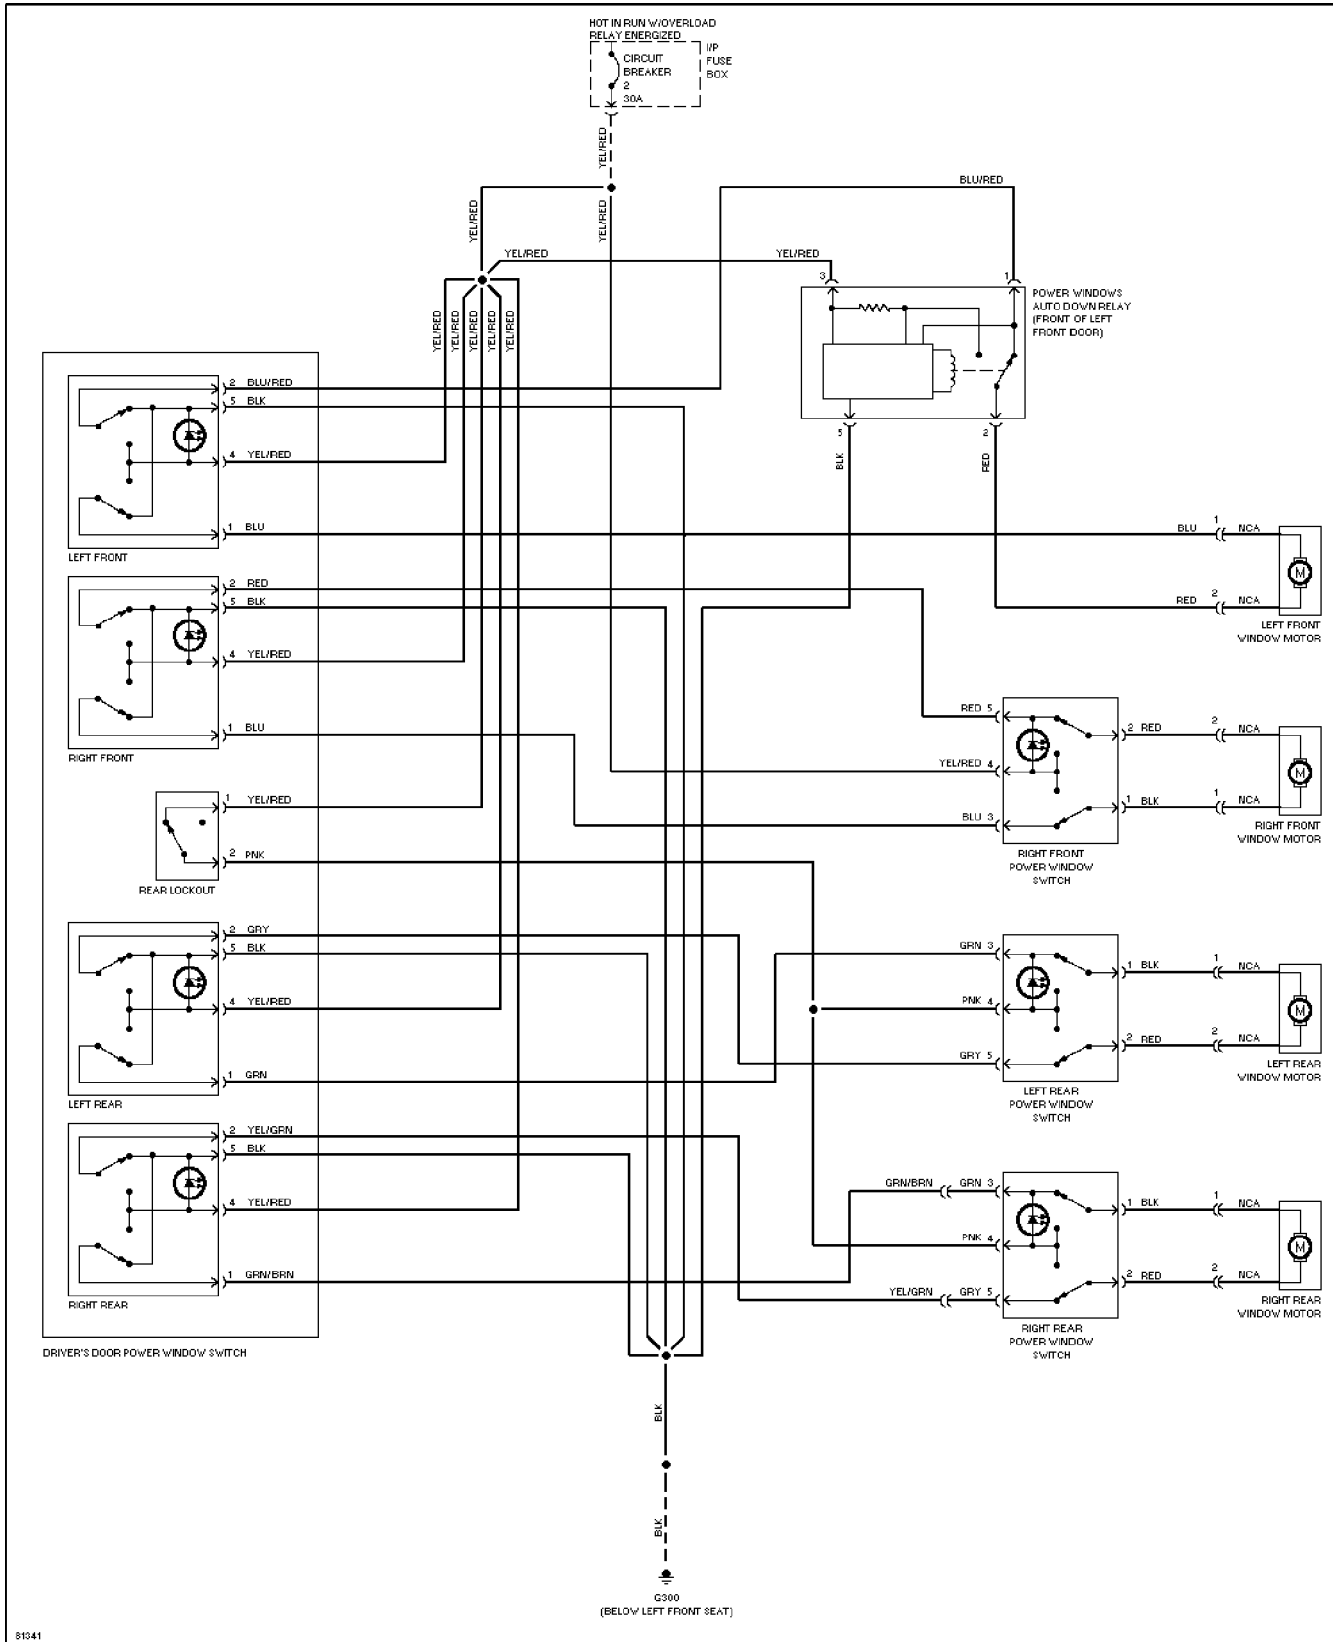 HOT IN RUN W/OVERLOAD
RELAY ENERGIZED
CIRCUIT
BREAKER
2
30A
I/P
FUSE
BOX
YEL/RED
YEL/RED
YEL/RED
BLU/RED
YEL/RED
YEL/RED
3
1
POWER WINDOWS
AUTO DOWN RELAY
(FRONT OF LEFT
FRONT DOOR)
YEL/RED
YEL/RED
YEL/RED
YEL/RED
YEL/RED
5
2
BLK
RED
2 BLU/RED
5 BLK
4 YEL/RED
1 BLU
LEFT FRONT
BLU 1 NCA
M
RED 2 NCA
LEFT FRONT
WINDOW MOTOR
2 RED
5 BLK
4 YEL/RED
1 BLU
RIGHT FRONT
RED 5
YEL/RED 4
BLU 3
2 RED 2 NCA
M
1 BLK 1 NCA
RIGHT FRONT
WINDOW MOTOR
RIGHT FRONT
POWER WINDOW
SWITCH
1 YEL/RED
2 PNK
REAR LOCKOUT
2 GRY
5 BLK
4 YEL/RED
1 GRN
LEFT REAR
GRN 3
PNK 4
GRY 5
1 BLK 1 NCA
M
2 RED 2 NCA
LEFT REAR
WINDOW MOTOR
LEFT REAR
POWER WINDOW
SWITCH
2 YEL/GRN
5 BLK
4 YEL/RED
1 GRN/BRN
RIGHT REAR
GRN/BRN GRN 3
PNK 4
YEL/GRN GRY 5
1 BLK 1 NCA
M
2 RED 2 NCA
RIGHT REAR
WINDOW MOTOR
RIGHT REAR
POWER WINDOW
SWITCH
DRIVER'S DOOR POWER WINDOW SWITCH
BLK
BLK
G300
(BELOW LEFT FRONT SEAT)
81341